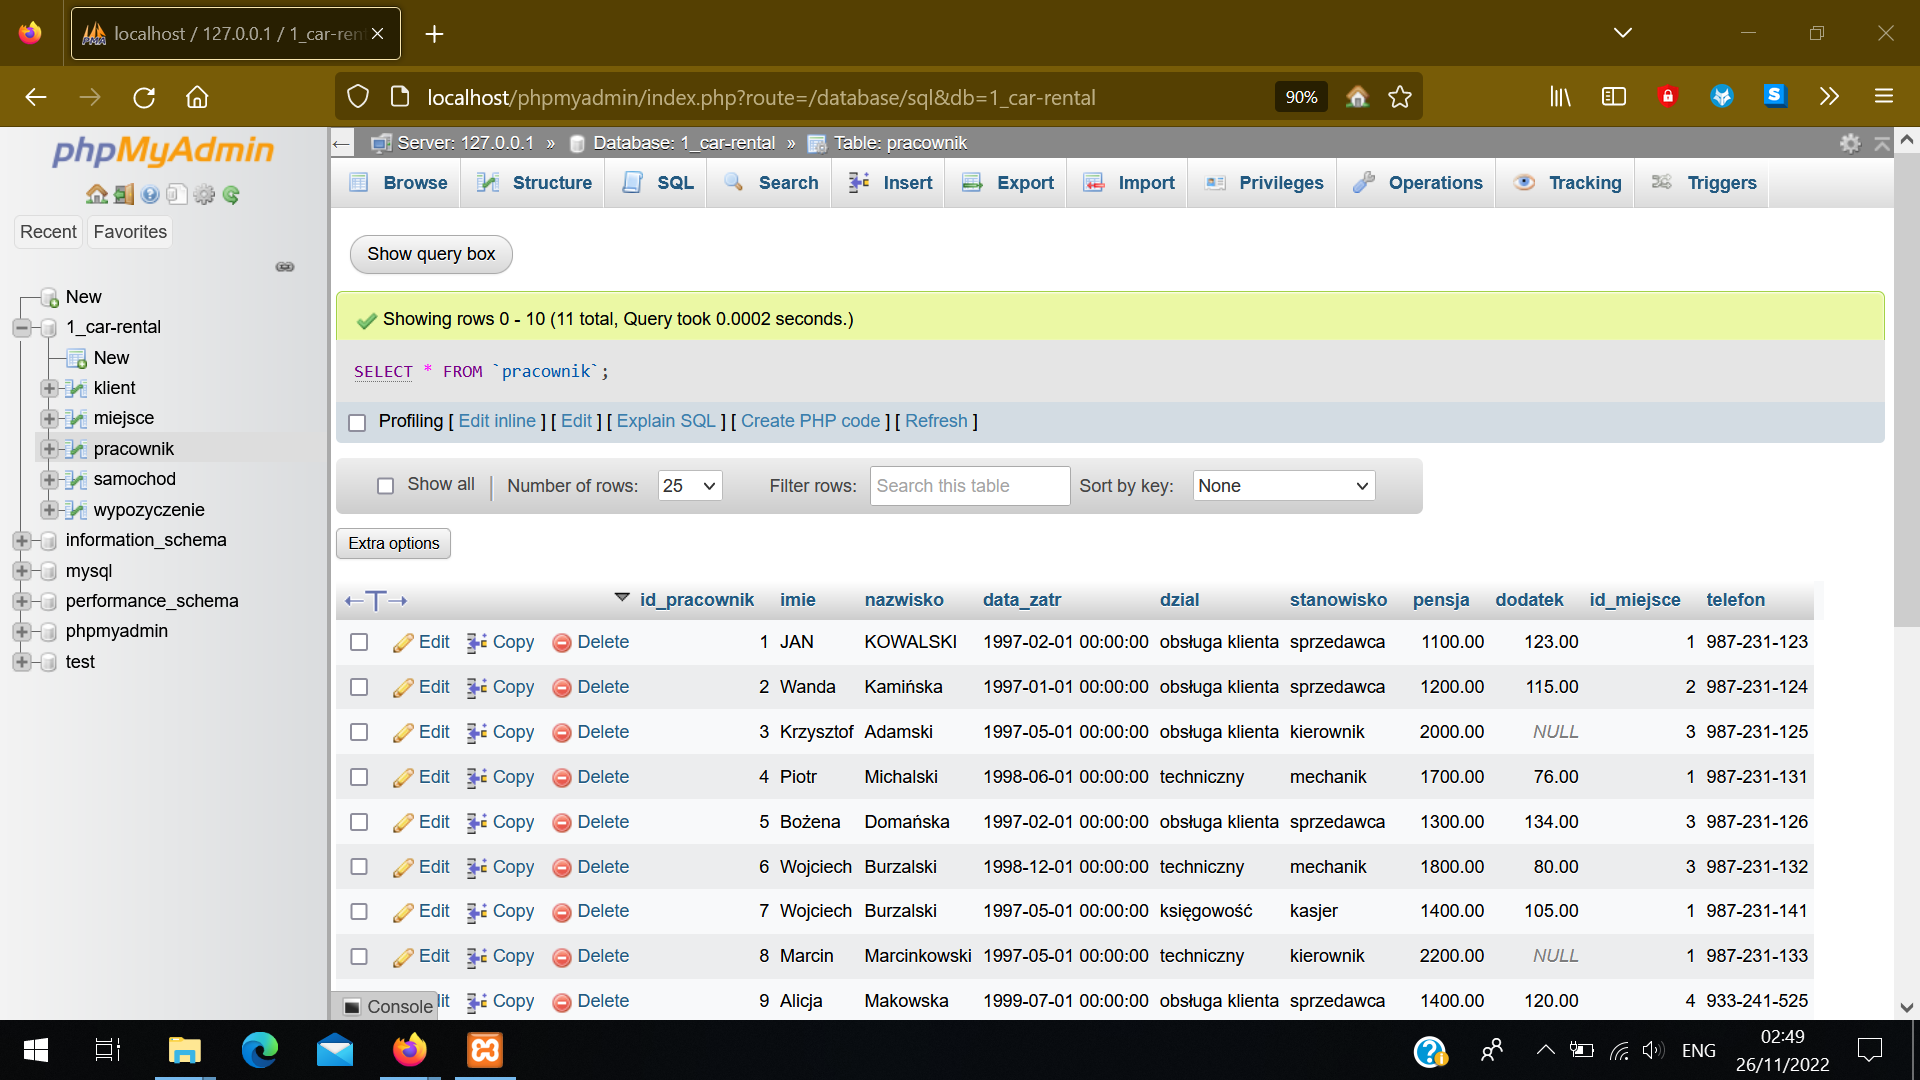 localhost / 127.0.0.1 / 1_car-ren
localhost/phpmyadmin/index.php?route=/database/sql&db=1_car-rental
90%
phpMyAdmin
Recent
Favorites
New
1_car-rental
New
klient
miejsce
pracownik
samochod
wypozyczenie
information_schema
mysql
performance_schema
phpmyadmin
test
Server: 127.0.0.1 » Database: 1_car-rental » Table: pracownik
Browse Structure SQL Search Insert Export Import Privileges Operations Tracking Triggers
Show query box
Showing rows 0 - 10 (11 total, Query took 0.0002 seconds.)
SELECT * FROM `pracownik`;
Profiling [ Edit inline ] [ Edit ] [ Explain SQL ] [ Create PHP code ] [ Refresh ]
Show all | Number of rows: 25 Filter rows: Search this table Sort by key: None
Extra options
←T→ id_pracownik imie nazwisko data_zatr dzial stanowisko pensja dodatek id_miejsce telefon
Edit Copy Delete 1 JAN KOWALSKI 1997-02-01 00:00:00 obsługa klienta sprzedawca 1100.00 123.00 1 987-231-123
Edit Copy Delete 2 Wanda Kamińska 1997-01-01 00:00:00 obsługa klienta sprzedawca 1200.00 115.00 2 987-231-124
Edit Copy Delete 3 Krzysztof Adamski 1997-05-01 00:00:00 obsługa klienta kierownik 2000.00 NULL 3 987-231-125
Edit Copy Delete 4 Piotr Michalski 1998-06-01 00:00:00 techniczny mechanik 1700.00 76.00 1 987-231-131
Edit Copy Delete 5 Bożena Domańska 1997-02-01 00:00:00 obsługa klienta sprzedawca 1300.00 134.00 3 987-231-126
Edit Copy Delete 6 Wojciech Burzalski 1998-12-01 00:00:00 techniczny mechanik 1800.00 80.00 3 987-231-132
Edit Copy Delete 7 Wojciech Burzalski 1997-05-01 00:00:00 księgowość kasjer 1400.00 105.00 1 987-231-141
Edit Copy Delete 8 Marcin Marcinkowski 1997-05-01 00:00:00 techniczny kierownik 2200.00 NULL 1 987-231-133
Copy Delete 9 Alicja Makowska 1999-07-01 00:00:00 obsługa klienta sprzedawca 1400.00 120.00 4 933-241-525
Console
ENG
02:49
26/11/2022